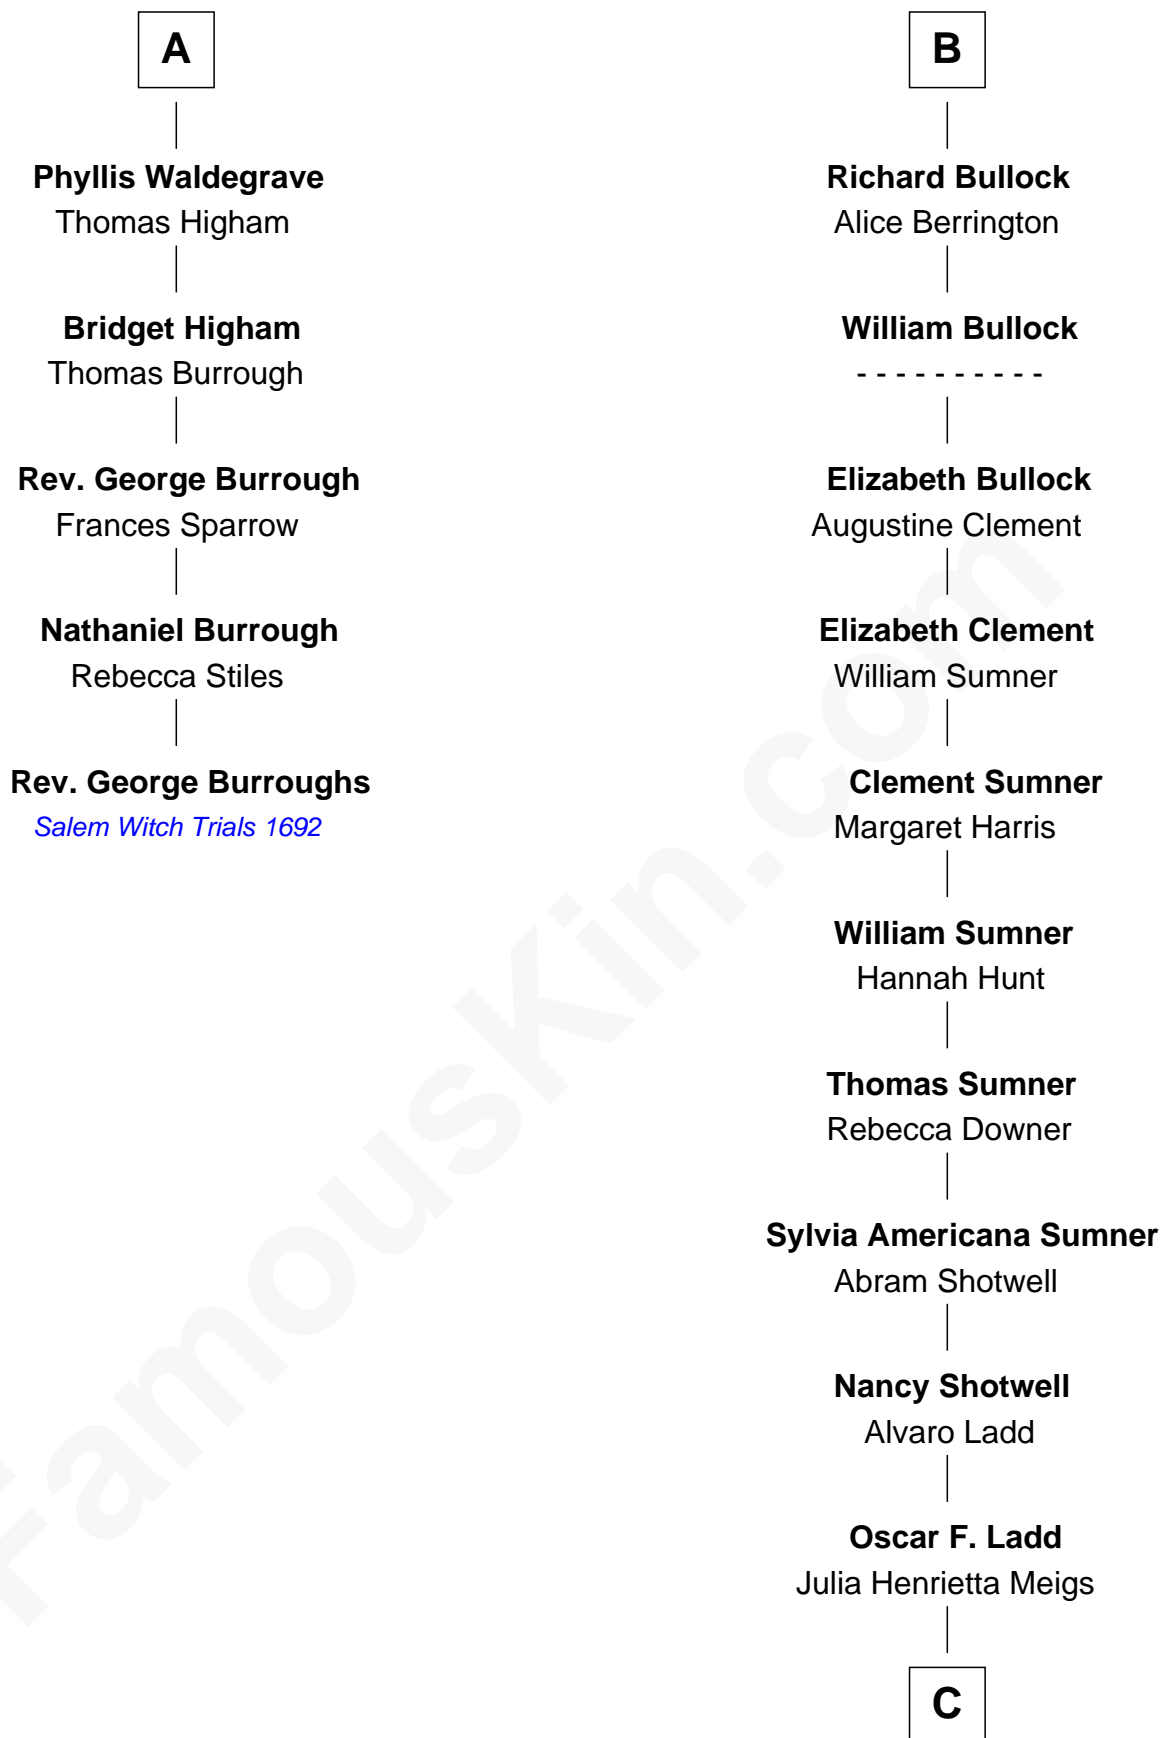 A
Phyllis Waldegrave
Thomas Higham
Bridget Higham
Thomas Burrough
Rev. George Burrough
Frances Sparrow
Nathaniel Burrough
Rebecca Stiles
Rev. George Burroughs
Salem Witch Trials 1692
B
Richard Bullock
Alice Berrington
William Bullock
- - - - - - - - - -
Elizabeth Bullock
Augustine Clement
Elizabeth Clement
William Sumner
Clement Sumner
Margaret Harris
William Sumner
Hannah Hunt
Thomas Sumner
Rebecca Downer
Sylvia Americana Sumner
Abram Shotwell
Nancy Shotwell
Alvaro Ladd
Oscar F. Ladd
Julia Henrietta Meigs
C
FamousKin.com